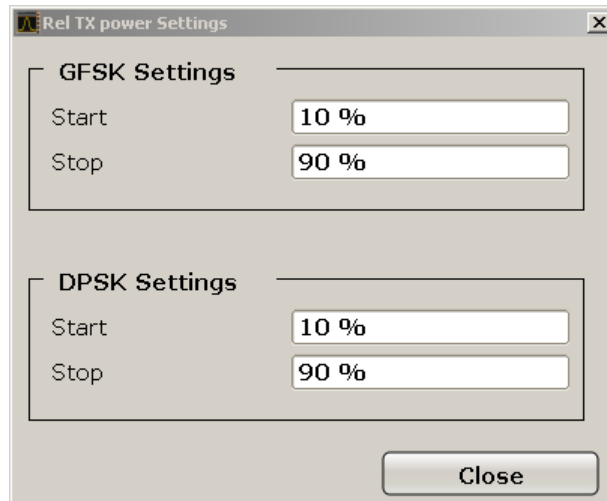 Rel TX power Settings
GFSK Settings
Start 10 %
Stop 90 %
DPSK Settings
Start 10 %
Stop 90 %
Close